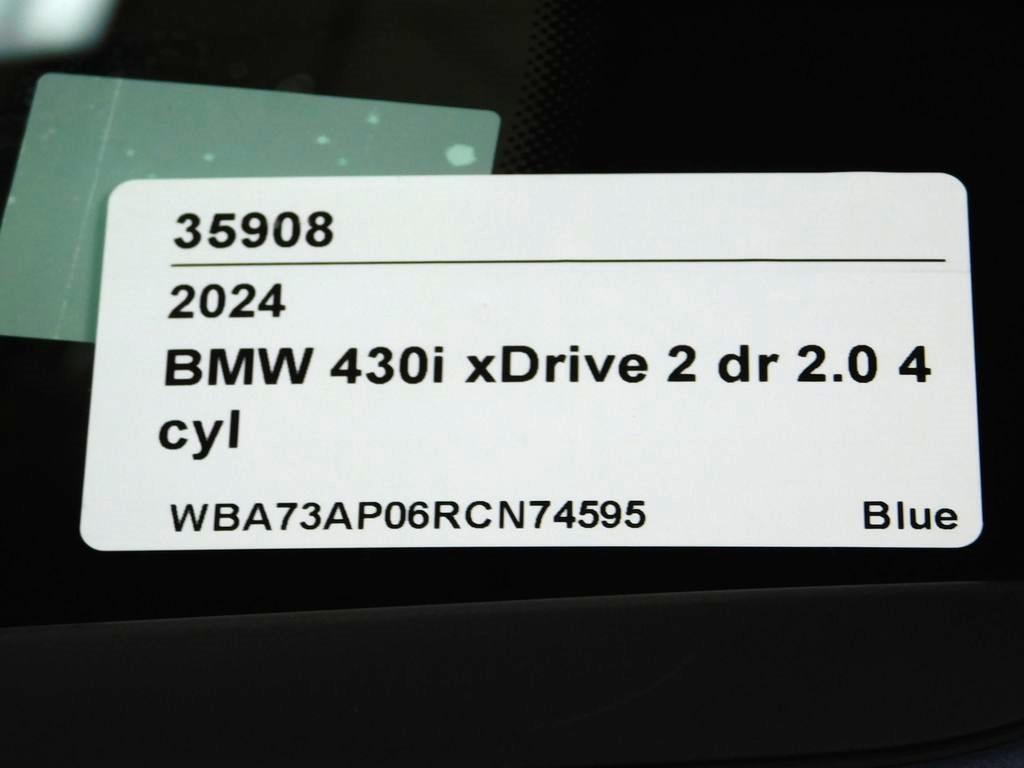 35908
2024
BMW 430i xDrive 2 dr 2.0 4
cyl
WBA73AP06RCN74595 Blue